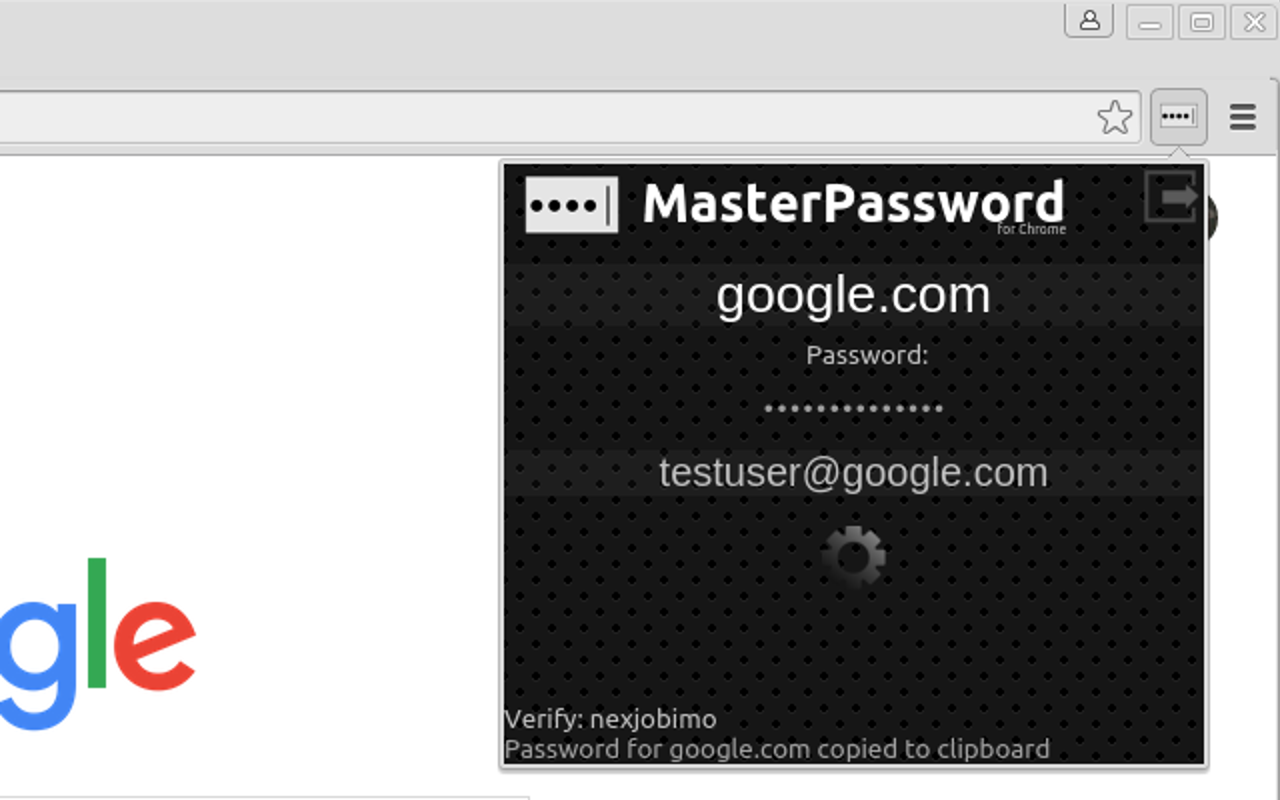 MasterPassword
for Chrome
google.com
Password:
testuser@google.com
gle
Verify: nexjobimo
Password for google.com copied to clipboard